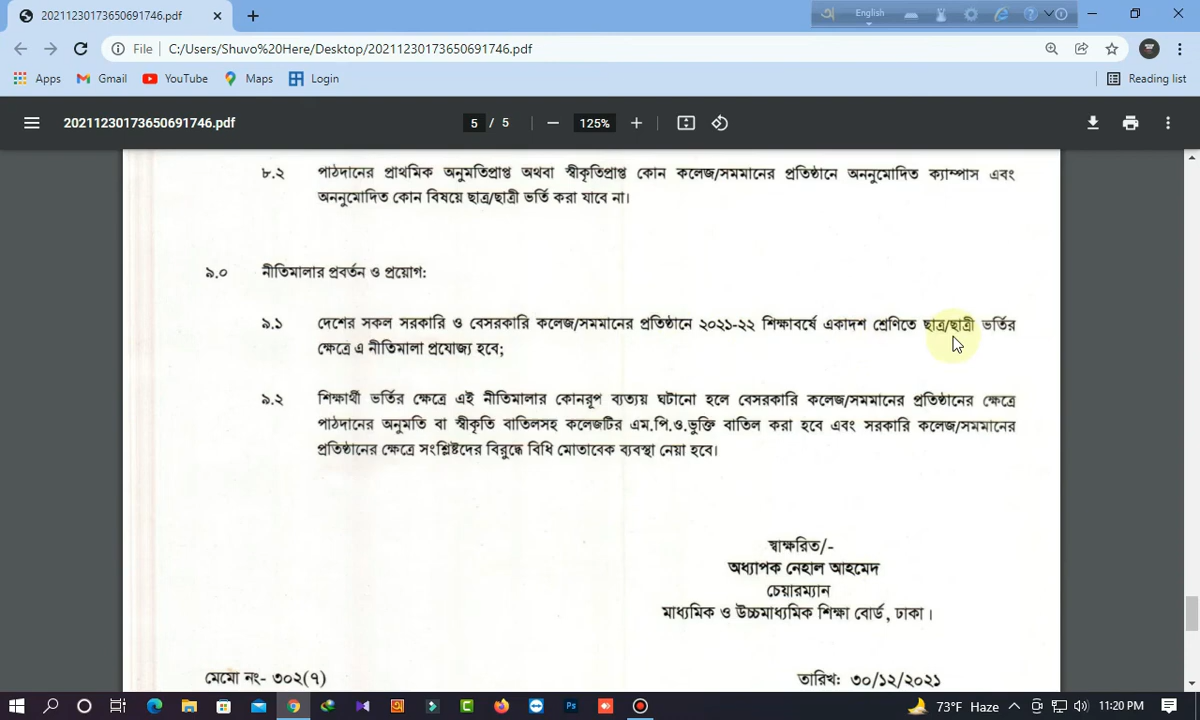 20211230173650691746.pdf
English
File
C:/Users/Shuvo%20Here/Desktop/20211230173650691746.pdf
Apps
Gmail
YouTube
Maps
Login
Reading list
20211230173650691746.pdf
5 / 5
125%
৮.২ পাঠদানের প্রাথমিক অনুমতিপ্রাপ্ত অথবা স্বীকৃতিপ্রাপ্ত কোন কলেজ/সমমানের প্রতিষ্ঠানে অননুমোদিত ক্যাম্পাস এবং
অননুমোদিত কোন বিষয়ে ছাত্র/ছাত্রী ভর্তি করা যাবে না।
৯.০ নীতিমালার প্রবর্তন ও প্রয়োগ:
৯.১ দেশের সকল সরকারি ও বেসরকারি কলেজ/সমমানের প্রতিষ্ঠানে ২০২১-২২ শিক্ষাবর্ষে একাদশ শ্রেণিতে ছাত্র/ছাত্রী ভর্তির
ক্ষেত্রে এ নীতিমালা প্রযোজ্য হবে;
৯.২ শিক্ষার্থী ভর্তির ক্ষেত্রে এই নীতিমালার কোনরূপ ব্যত্যয় ঘটানো হলে বেসরকারি কলেজ/সমমানের প্রতিষ্ঠানের ক্ষেত্রে
পাঠদানের অনুমতি বা স্বীকৃতি বাতিলসহ কলেজটির এম.পি.ও.ভুক্তি বাতিল করা হবে এবং সরকারি কলেজ/সমমানের
প্রতিষ্ঠানের ক্ষেত্রে সংশ্লিষ্টদের বিরুদ্ধে বিধি মোতাবেক ব্যবস্থা নেয়া হবে।
স্বাক্ষরিত/-
অধ্যাপক নেহাল আহমেদ
চেয়ারম্যান
মাধ্যমিক ও উচ্চমাধ্যমিক শিক্ষা বোর্ড, ঢাকা।
মেমো নং- ৩০২(৭)
তারিখ: ৩০/১২/২০২১
73°F Haze
11:20 PM